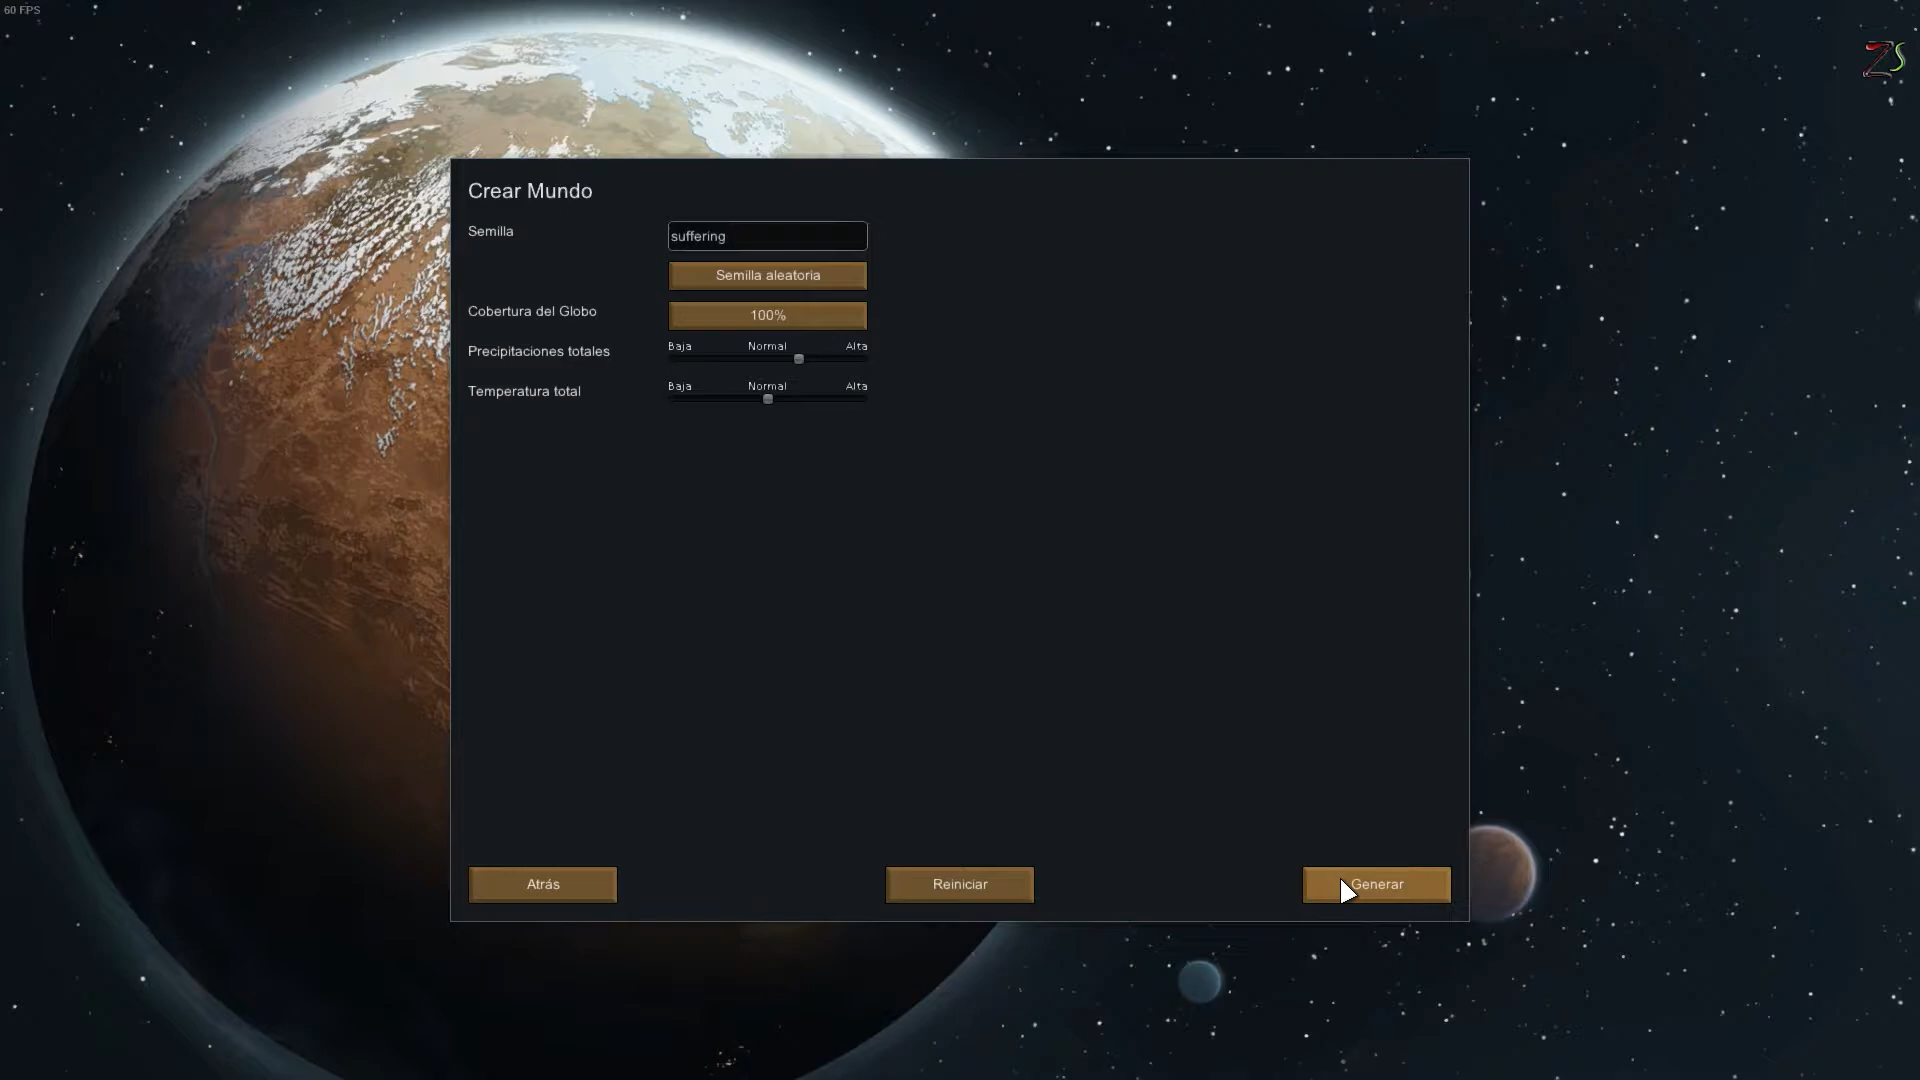 60 FPS
ZS
Crear Mundo
Semilla
suffering
Semilla aleatoria
Cobertura del Globo
100%
Precipitaciones totales
Baja Normal Alta
Temperatura total
Baja Normal Alta
Atrás
Reiniciar
Generar